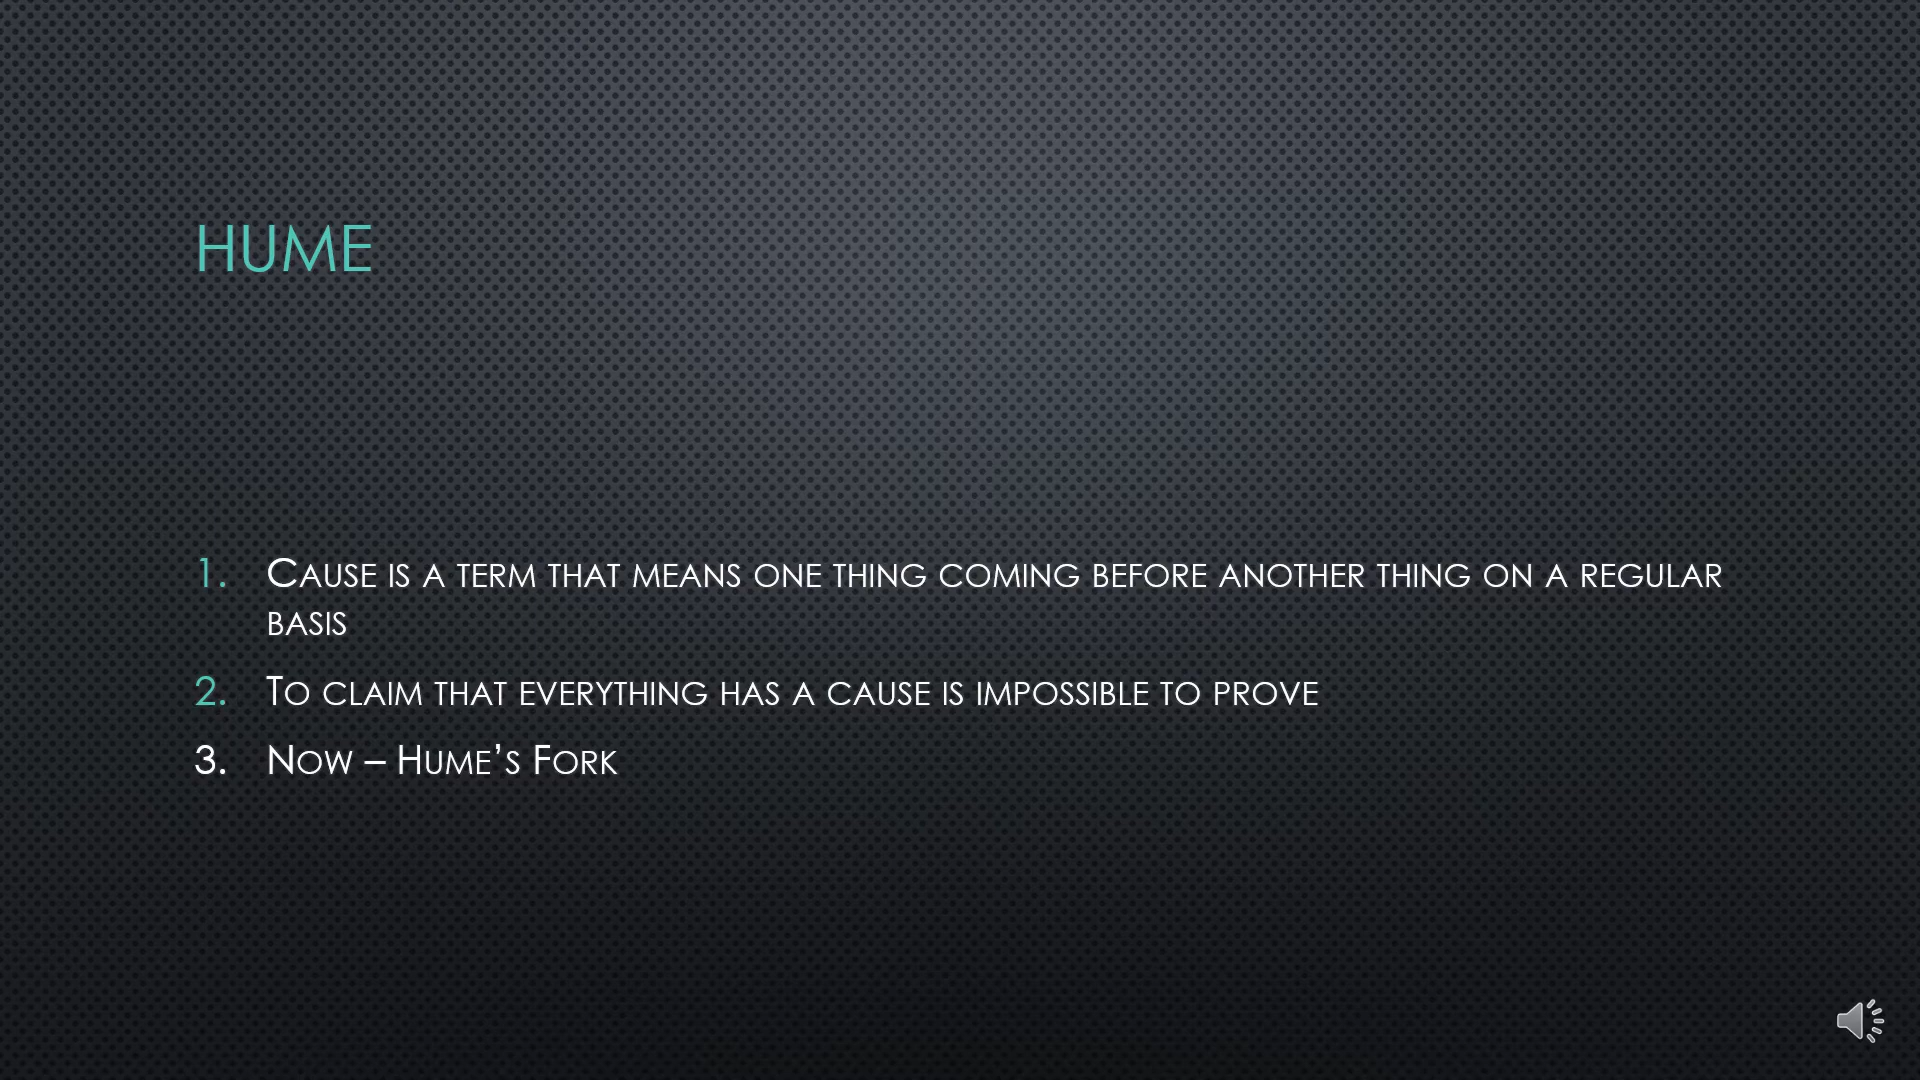 HUME
1. Cause is a term that means one thing coming before another thing on a regular
basis
2. To claim that everything has a cause is impossible to prove
3. Now – Hume’s Fork